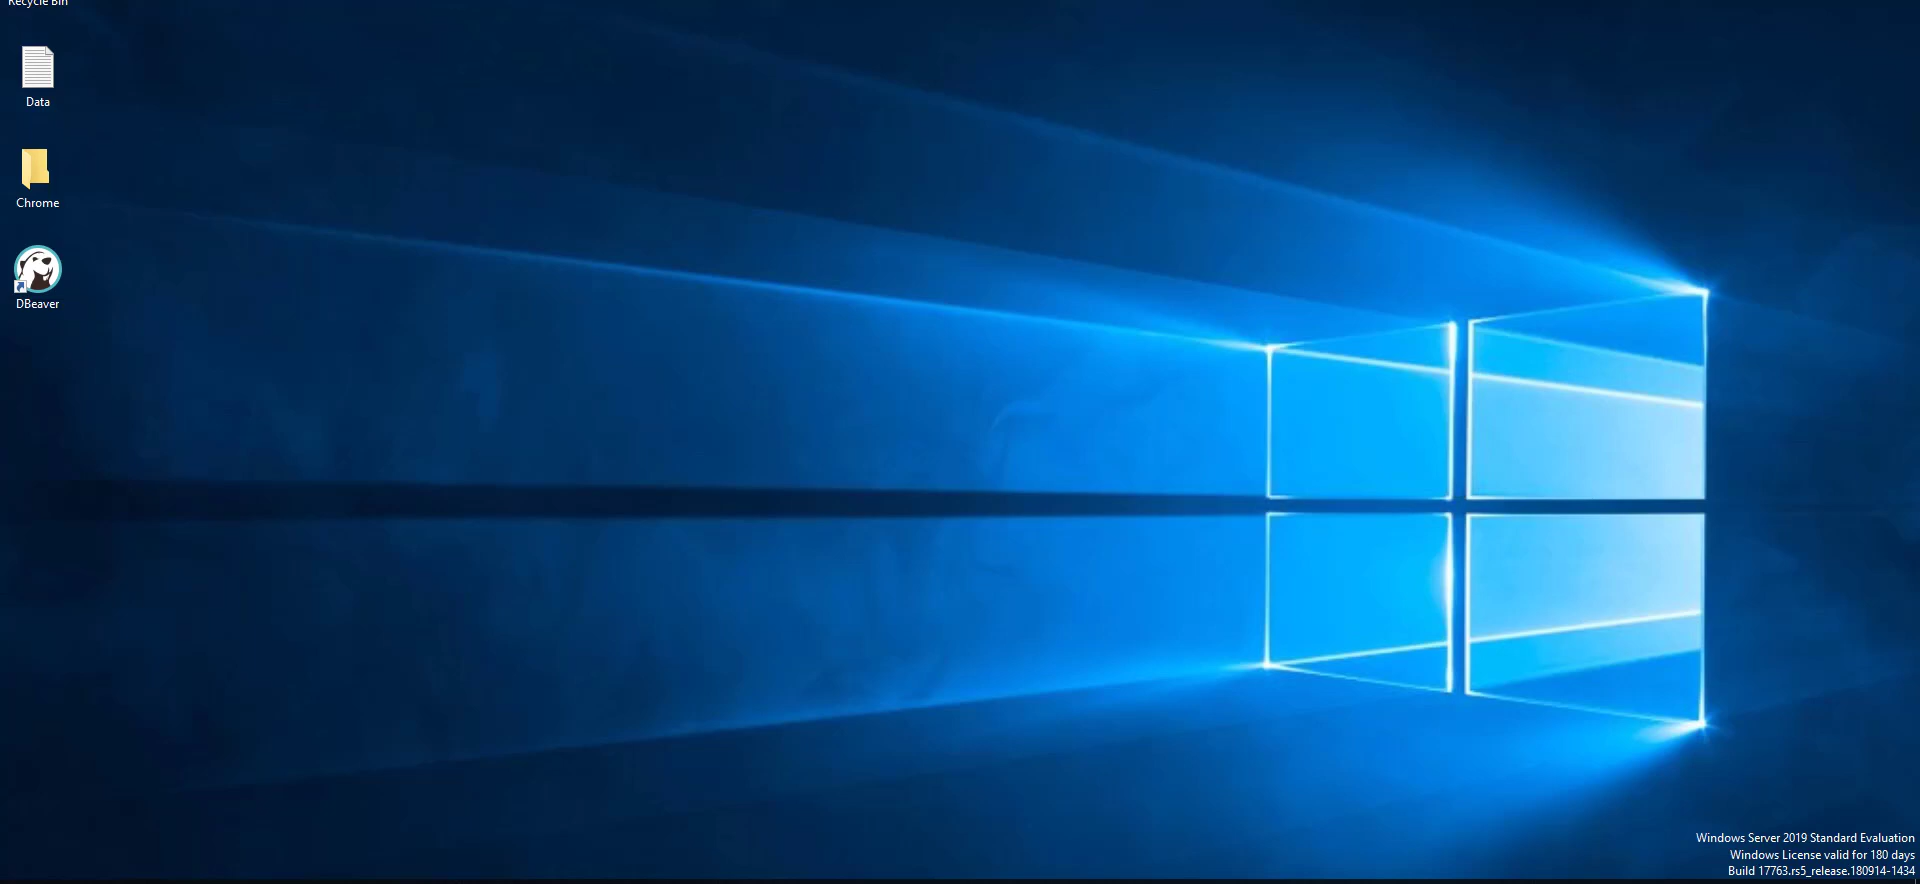 Recycle Bin
Data
Chrome
DBeaver
Windows Server 2019 Standard Evaluation
Windows License valid for 180 days
Build 17763.rs5_release.180914-1434